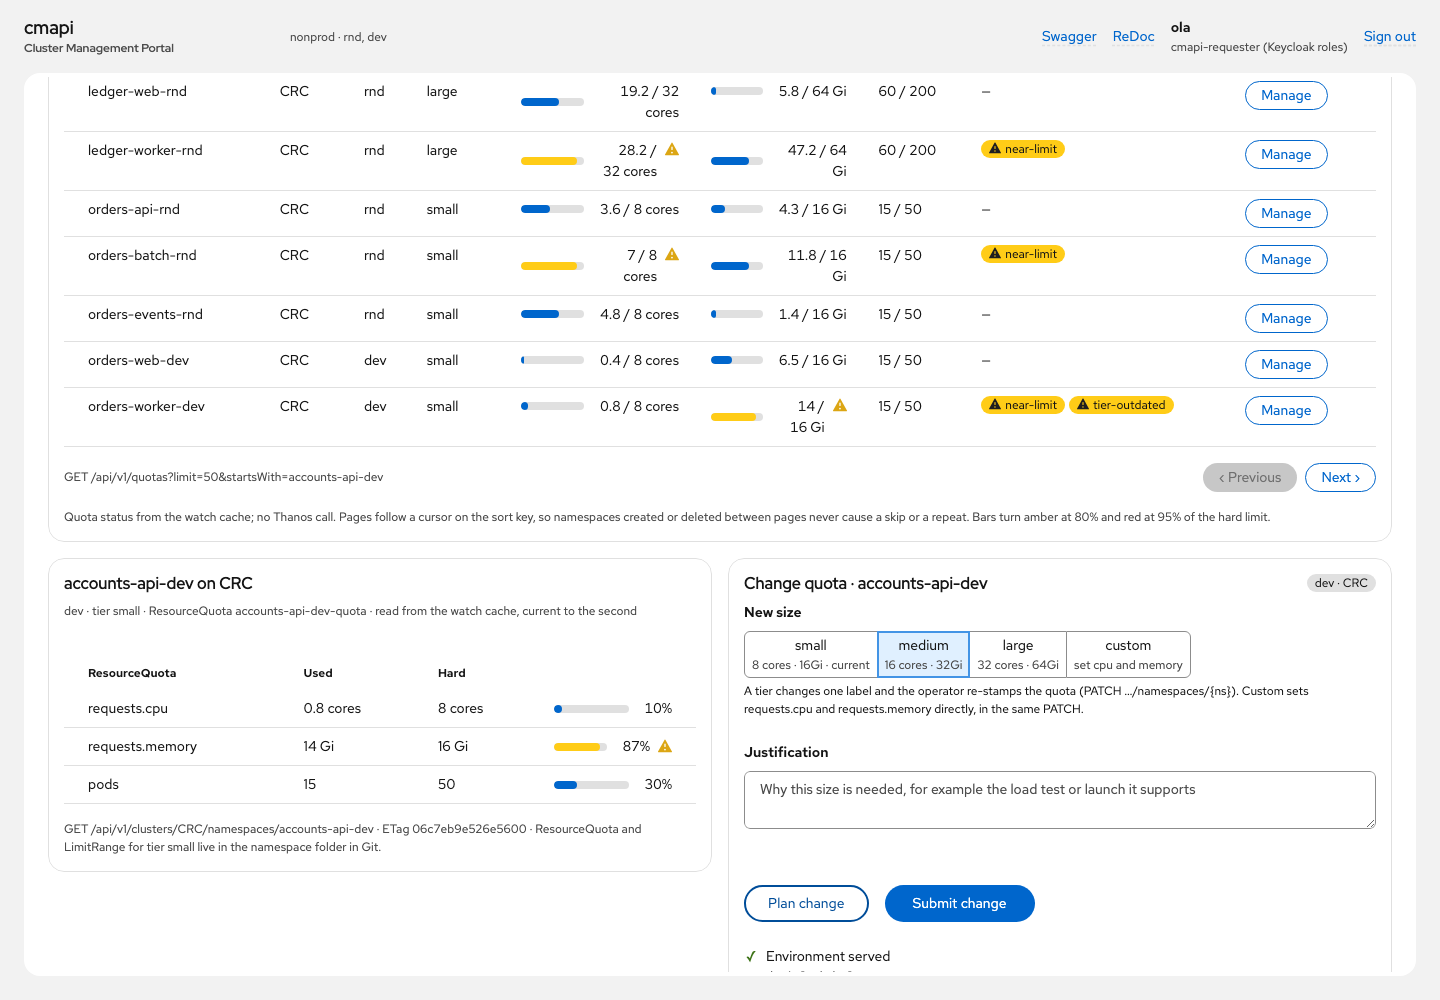 cmapi
Cluster Management Portal
nonprod · rnd, dev
Swagger
ReDoc
ola
cmapi-requester (Keycloak roles)
Sign out
ledger-web-rnd CRC rnd large 19.2 / 32 cores 5.8 / 64 Gi 60 / 200 – Manage
ledger-worker-rnd CRC rnd large 28.2 / 32 cores 47.2 / 64 Gi 60 / 200 near-limit Manage
orders-api-rnd CRC rnd small 3.6 / 8 cores 4.3 / 16 Gi 15 / 50 – Manage
orders-batch-rnd CRC rnd small 7 / 8 cores 11.8 / 16 Gi 15 / 50 near-limit Manage
orders-events-rnd CRC rnd small 4.8 / 8 cores 1.4 / 16 Gi 15 / 50 – Manage
orders-web-dev CRC dev small 0.4 / 8 cores 6.5 / 16 Gi 15 / 50 – Manage
orders-worker-dev CRC dev small 0.8 / 8 cores 14 / 16 Gi 15 / 50 near-limit tier-outdated Manage
GET /api/v1/quotas?limit=50&startsWith=accounts-api-dev
‹ Previous
Next ›
Quota status from the watch cache; no Thanos call. Pages follow a cursor on the sort key, so namespaces created or deleted between pages never cause a skip or a repeat. Bars turn amber at 80% and red at 95% of the hard limit.
accounts-api-dev on CRC
dev · tier small · ResourceQuota accounts-api-dev-quota · read from the watch cache, current to the second
ResourceQuota Used Hard
requests.cpu 0.8 cores 8 cores 10%
requests.memory 14 Gi 16 Gi 87%
pods 15 50 30%
GET /api/v1/clusters/CRC/namespaces/accounts-api-dev · ETag 06c7eb9e526e5600 · ResourceQuota and
LimitRange for tier small live in the namespace folder in Git.
Change quota · accounts-api-dev
dev · CRC
New size
small medium large custom
8 cores · 16Gi · current 16 cores · 32Gi 32 cores · 64Gi set cpu and memory
A tier changes one label and the operator re-stamps the quota (PATCH …/namespaces/{ns}). Custom sets
requests.cpu and requests.memory directly, in the same PATCH.
Justification
Why this size is needed, for example the load test or launch it supports
Plan change
Submit change
✓ Environment served